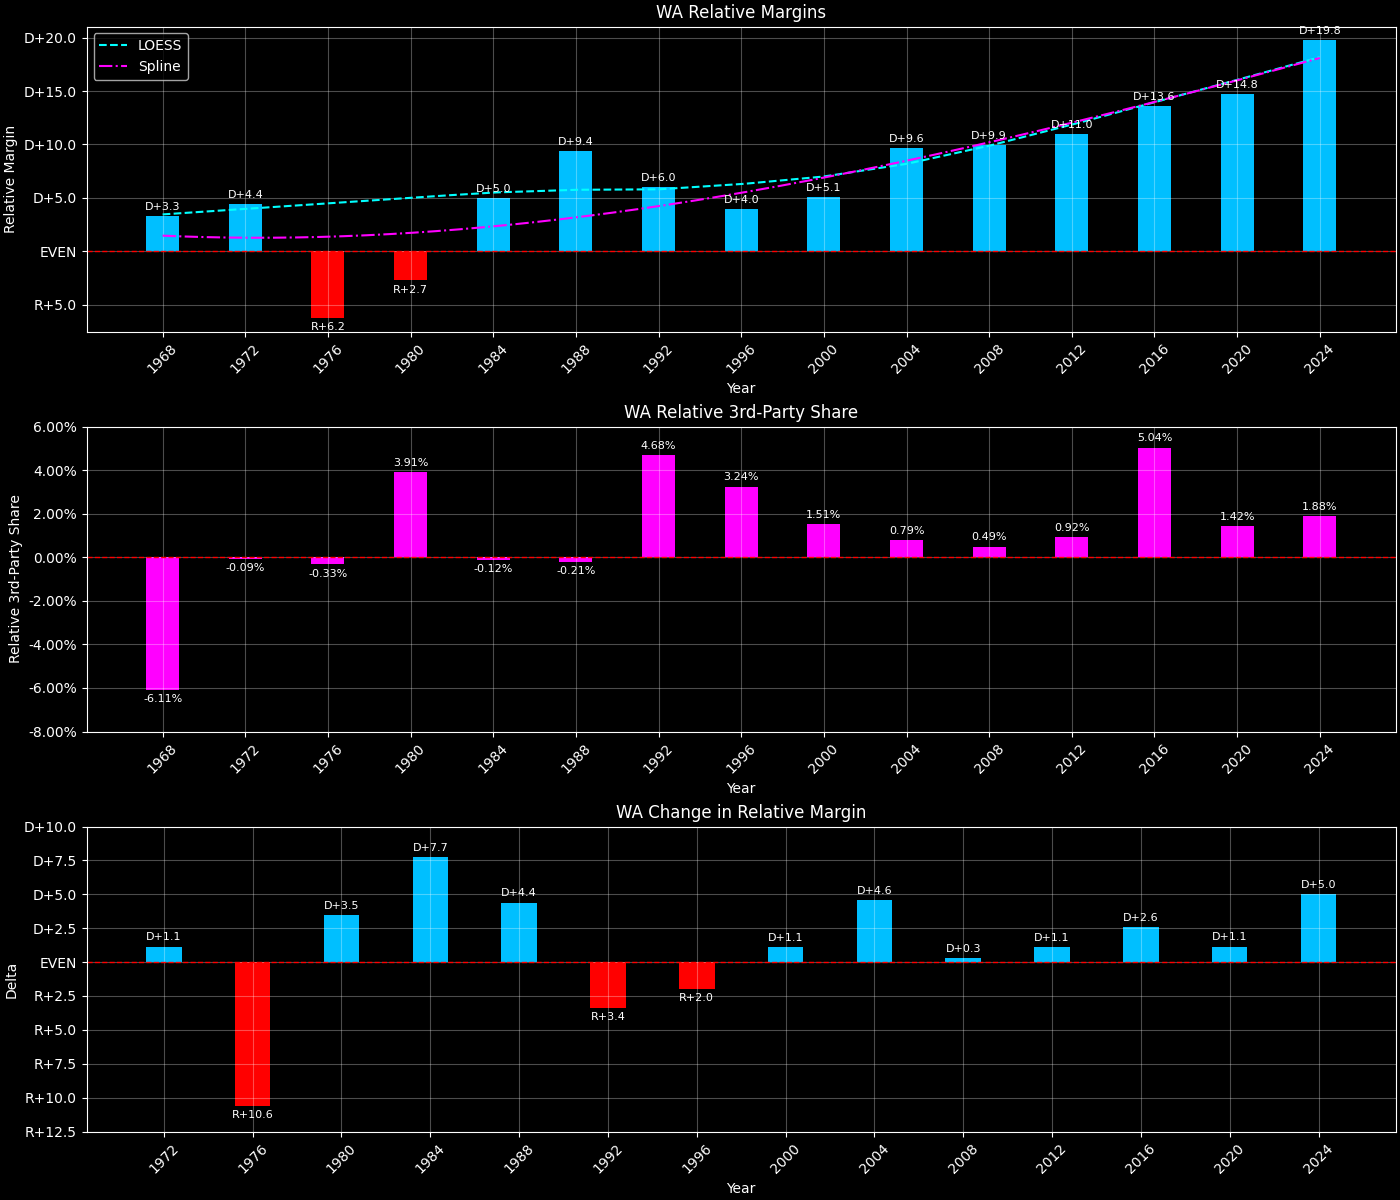 WA Relative Margins
D+20.0
D+15.0
D+10.0
D+5.0
EVEN
R+5.0
Relative Margin
LOESS
Spline
D+3.3
D+4.4
R+6.2
R+2.7
D+5.0
D+9.4
D+6.0
D+4.0
D+5.1
D+9.6
D+9.9
D+11.0
D+13.6
D+14.8
D+19.8
1968
1972
1976
1980
1984
1988
1992
1996
2000
2004
2008
2012
2016
2020
2024
Year
WA Relative 3rd-Party Share
6.00%
4.00%
2.00%
0.00%
-2.00%
-4.00%
-6.00%
-8.00%
Relative 3rd-Party Share
-6.11%
-0.09%
-0.33%
3.91%
-0.12%
-0.21%
4.68%
3.24%
1.51%
0.79%
0.49%
0.92%
5.04%
1.42%
1.88%
1968
1972
1976
1980
1984
1988
1992
1996
2000
2004
2008
2012
2016
2020
2024
Year
WA Change in Relative Margin
D+10.0
D+7.5
D+5.0
D+2.5
EVEN
R+2.5
R+5.0
R+7.5
R+10.0
R+12.5
Delta
D+1.1
R+10.6
D+3.5
D+7.7
D+4.4
R+3.4
R+2.0
D+1.1
D+4.6
D+0.3
D+1.1
D+2.6
D+1.1
D+5.0
1972
1976
1980
1984
1988
1992
1996
2000
2004
2008
2012
2016
2020
2024
Year